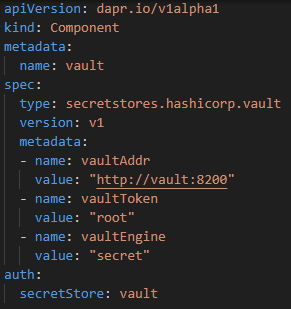 apiVersion: dapr.io/v1alpha1
kind: Component
metadata:
  name: vault
spec:
  type: secretstores.hashicorp.vault
  version: v1
  metadata:
  - name: vaultAddr
    value: "http://vault:8200"
  - name: vaultToken
    value: "root"
  - name: vaultEngine
    value: "secret"
auth:
  secretStore: vault